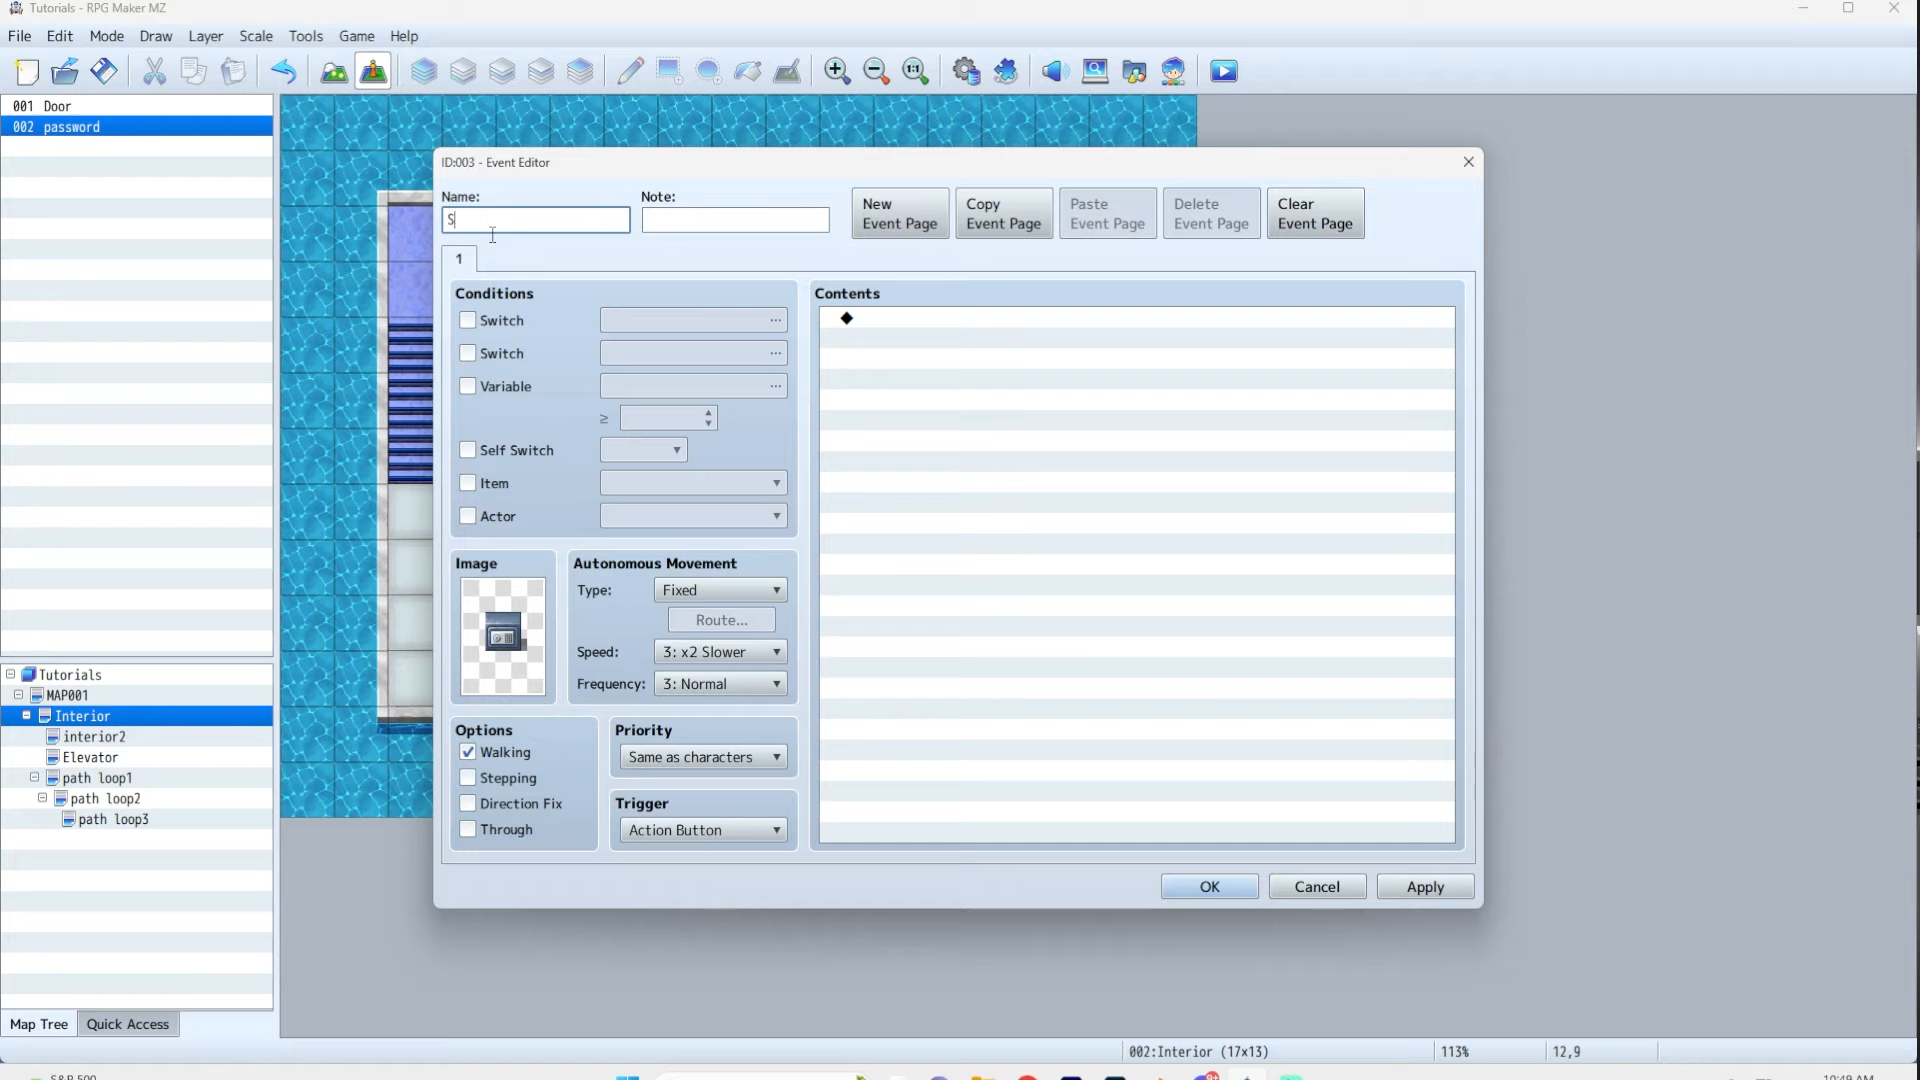 Tutorials - RPG Maker MZ
File Edit Mode Draw Layer Scale Tools Game Help
001 Door
002 password
ID:003 - Event Editor
Name: Note:
S
New Event Page
Copy Event Page
Paste Event Page
Delete Event Page
Clear Event Page
1
Conditions
Switch ...
Switch ...
Variable ...
≥
Self Switch
Item
Actor
Contents
◆
Image
Autonomous Movement
Type: Fixed
Route...
Speed: 3: x2 Slower
Frequency: 3: Normal
Options
Walking
Stepping
Direction Fix
Through
Priority
Same as characters
Trigger
Action Button
OK Cancel Apply
Tutorials
MAP001
Interior
interior2
Elevator
path loop1
path loop2
path loop3
Map Tree Quick Access
002:Interior (17x13) 113% 12,9
S&P 500
10:49 AM